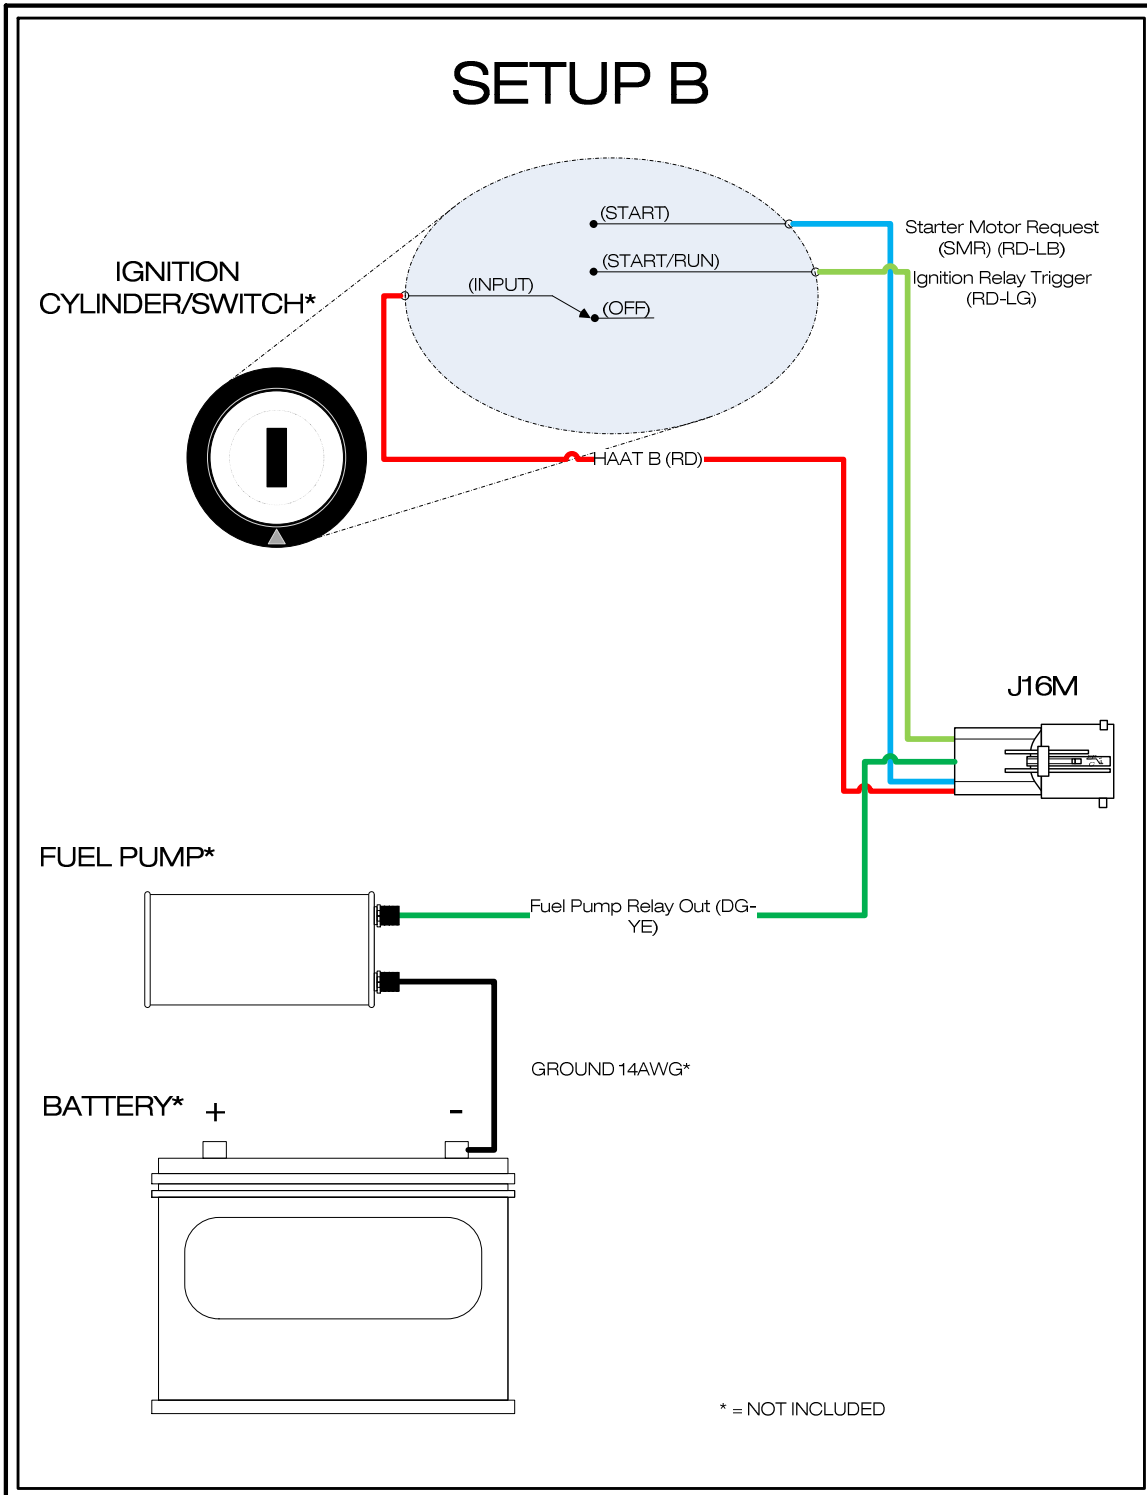 SETUP B
(START)
(START/RUN)
(INPUT)
(OFF)
Starter Motor Request
(SMR) (RD-LB)
Ignition Relay Trigger
(RD-LG)
IGNITION
CYLINDER/SWITCH*
HAAT B (RD)
J16M
FUEL PUMP*
Fuel Pump Relay Out (DG-
YE)
GROUND 14AWG*
BATTERY*
+
-
* = NOT INCLUDED